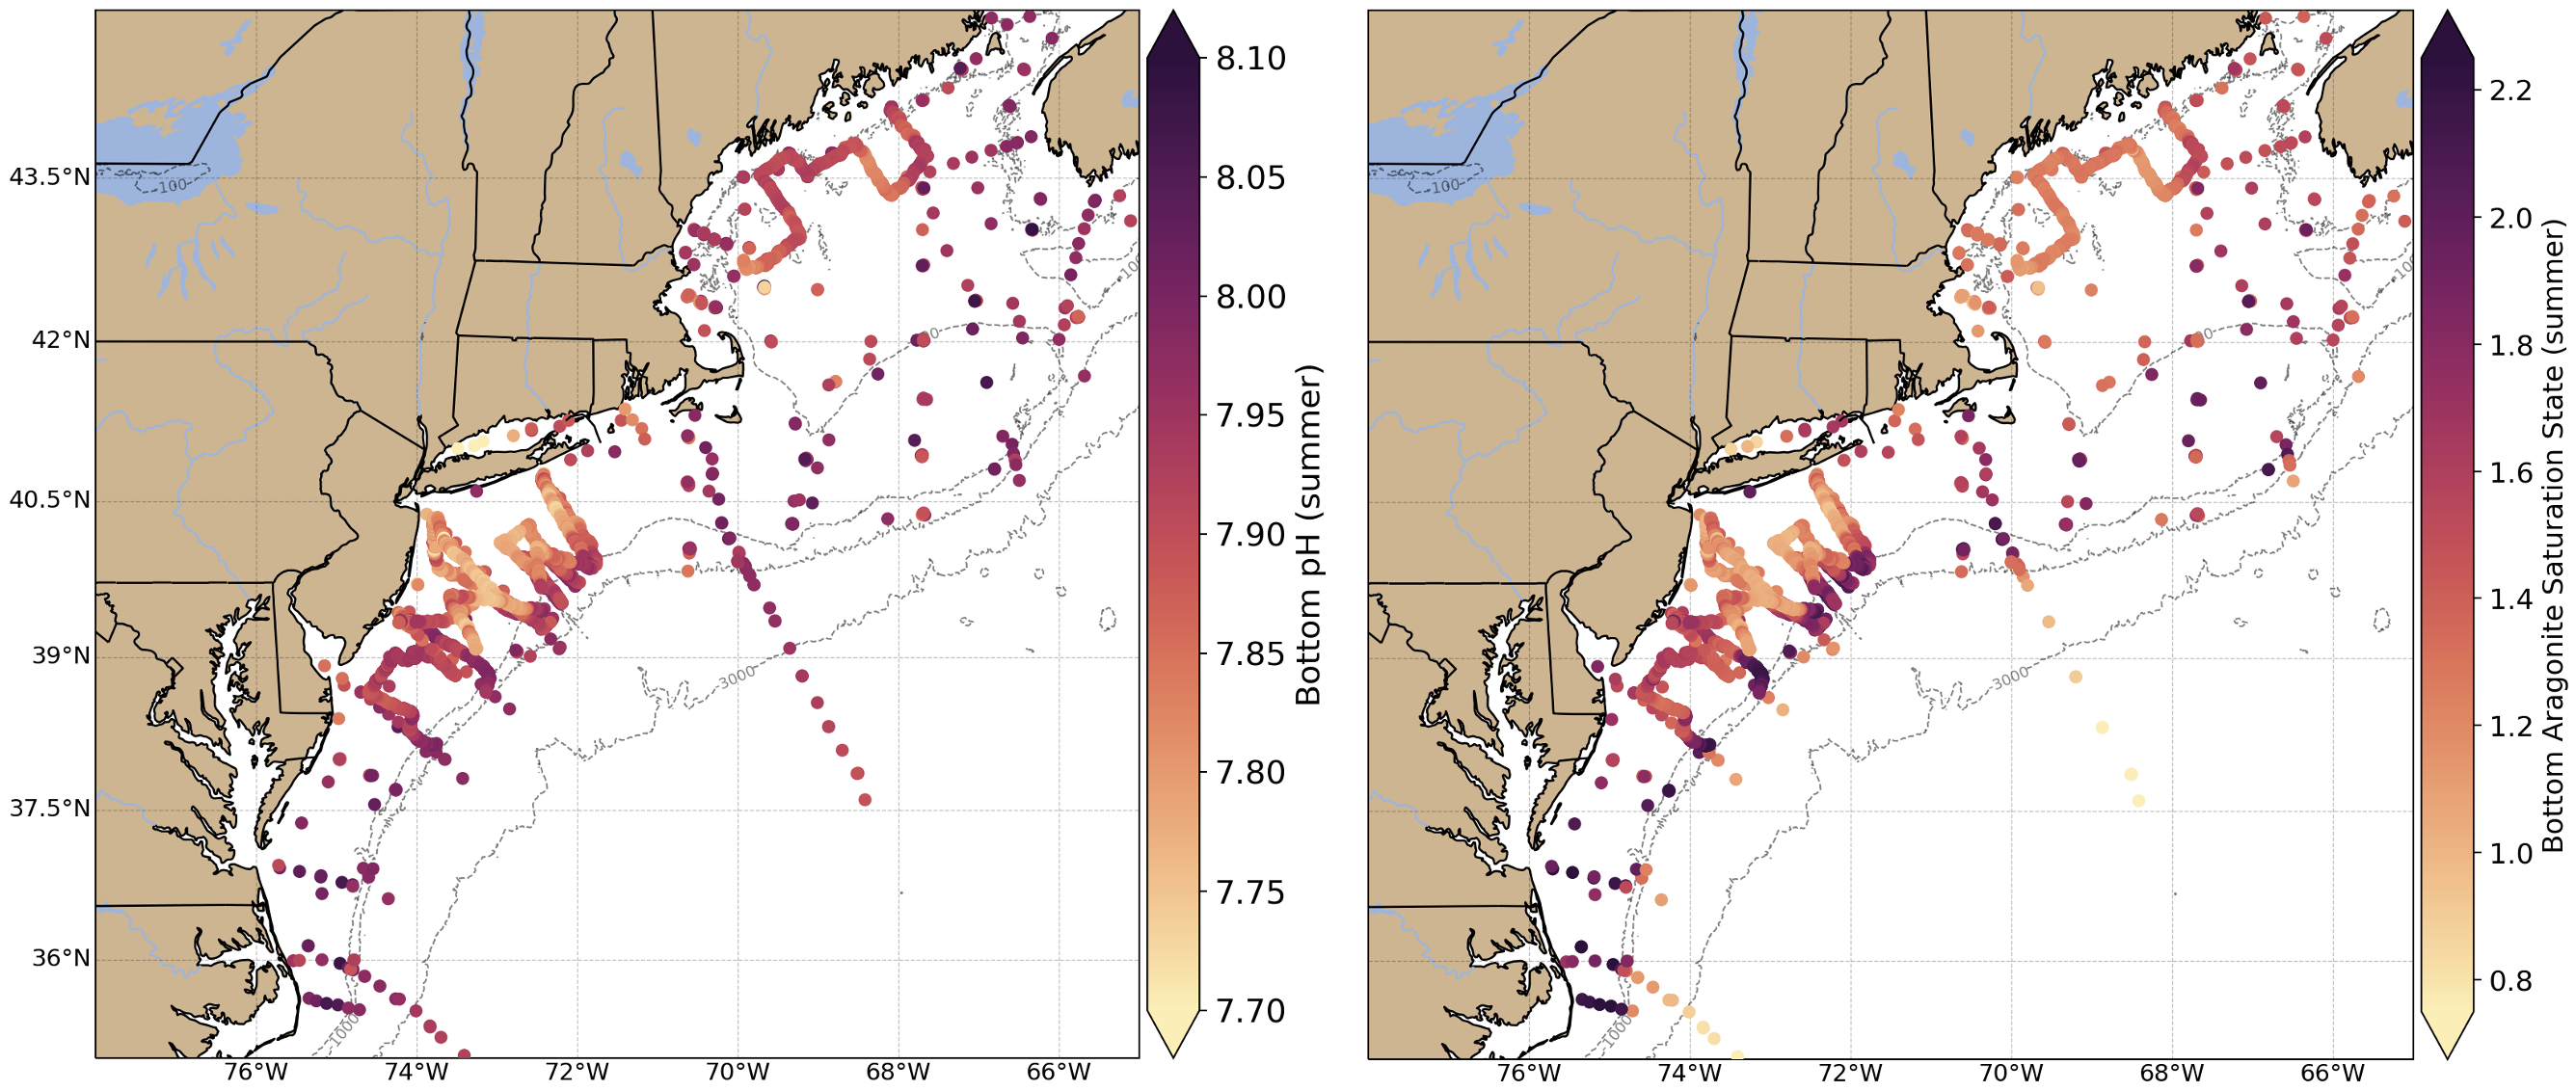 43.5°N
42°N
40.5°N
39°N
37.5°N
36°N
76°W
74°W
72°W
70°W
68°W
66°W
-100
100
3000
-1000
8.10
8.05
8.00
7.95
7.90
7.85
7.80
7.75
7.70
Bottom pH (summer)
-100
3000
-1000
76°W
74°W
72°W
70°W
68°W
66°W
2.2
2.0
1.8
1.6
1.4
1.2
1.0
0.8
Bottom Aragonite Saturation State (summer)